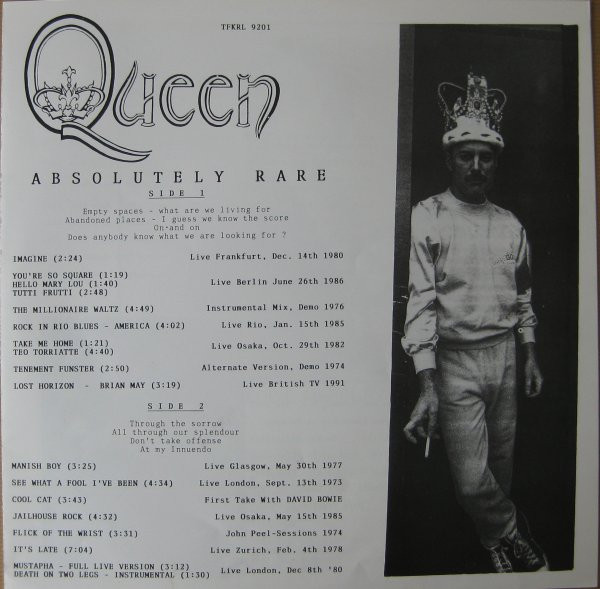 TFKRL 9201
Queen
ABSOLUTELY RARE
SIDE 1
Empty spaces - what are we living for
Abandoned places - I guess we know the score
On-and on
Does anybody know what we are looking for ?
IMAGINE (2:24) Live Frankfurt, Dec. 14th 1980
YOU'RE SO SQUARE (1:19)
HELLO MARY LOU (1:40) Live Berlin June 26th 1986
TUTTI FRUTTI (2:48)
THE MILLIONAIRE WALTZ (4:49) Instrumental Mix, Demo 1976
ROCK IN RIO BLUES - AMERICA (4:02) Live Rio, Jan. 15th 1985
TAKE ME HOME (1:21) Live Osaka, Oct. 29th 1982
TEO TORRIATTE (4:40)
TENEMENT FUNSTER (2:50) Alternate Version, Demo 1974
LOST HORIZON - BRIAN MAY (3:19) Live British TV 1991
SIDE 2
Through the sorrow
All through our splendour
Don't take offense
At my Innuendo
MANISH BOY (3:25) Live Glasgow, May 30th 1977
SEE WHAT A FOOL I'VE BEEN (4:34) Live London, Sept. 13th 1973
COOL CAT (3:43) First Take With DAVID BOWIE
JAILHOUSE ROCK (4:32) Live Osaka, May 15th 1985
FLICK OF THE WRIST (3:31) John Peel-Sessions 1974
IT'S LATE (7:04) Live Zurich, Feb. 4th 1978
MUSTAPHA - FULL LIVE VERSION (3:12) Live London, Dec 8th '80
DEATH ON TWO LEGS - INSTRUMENTAL (1:30)